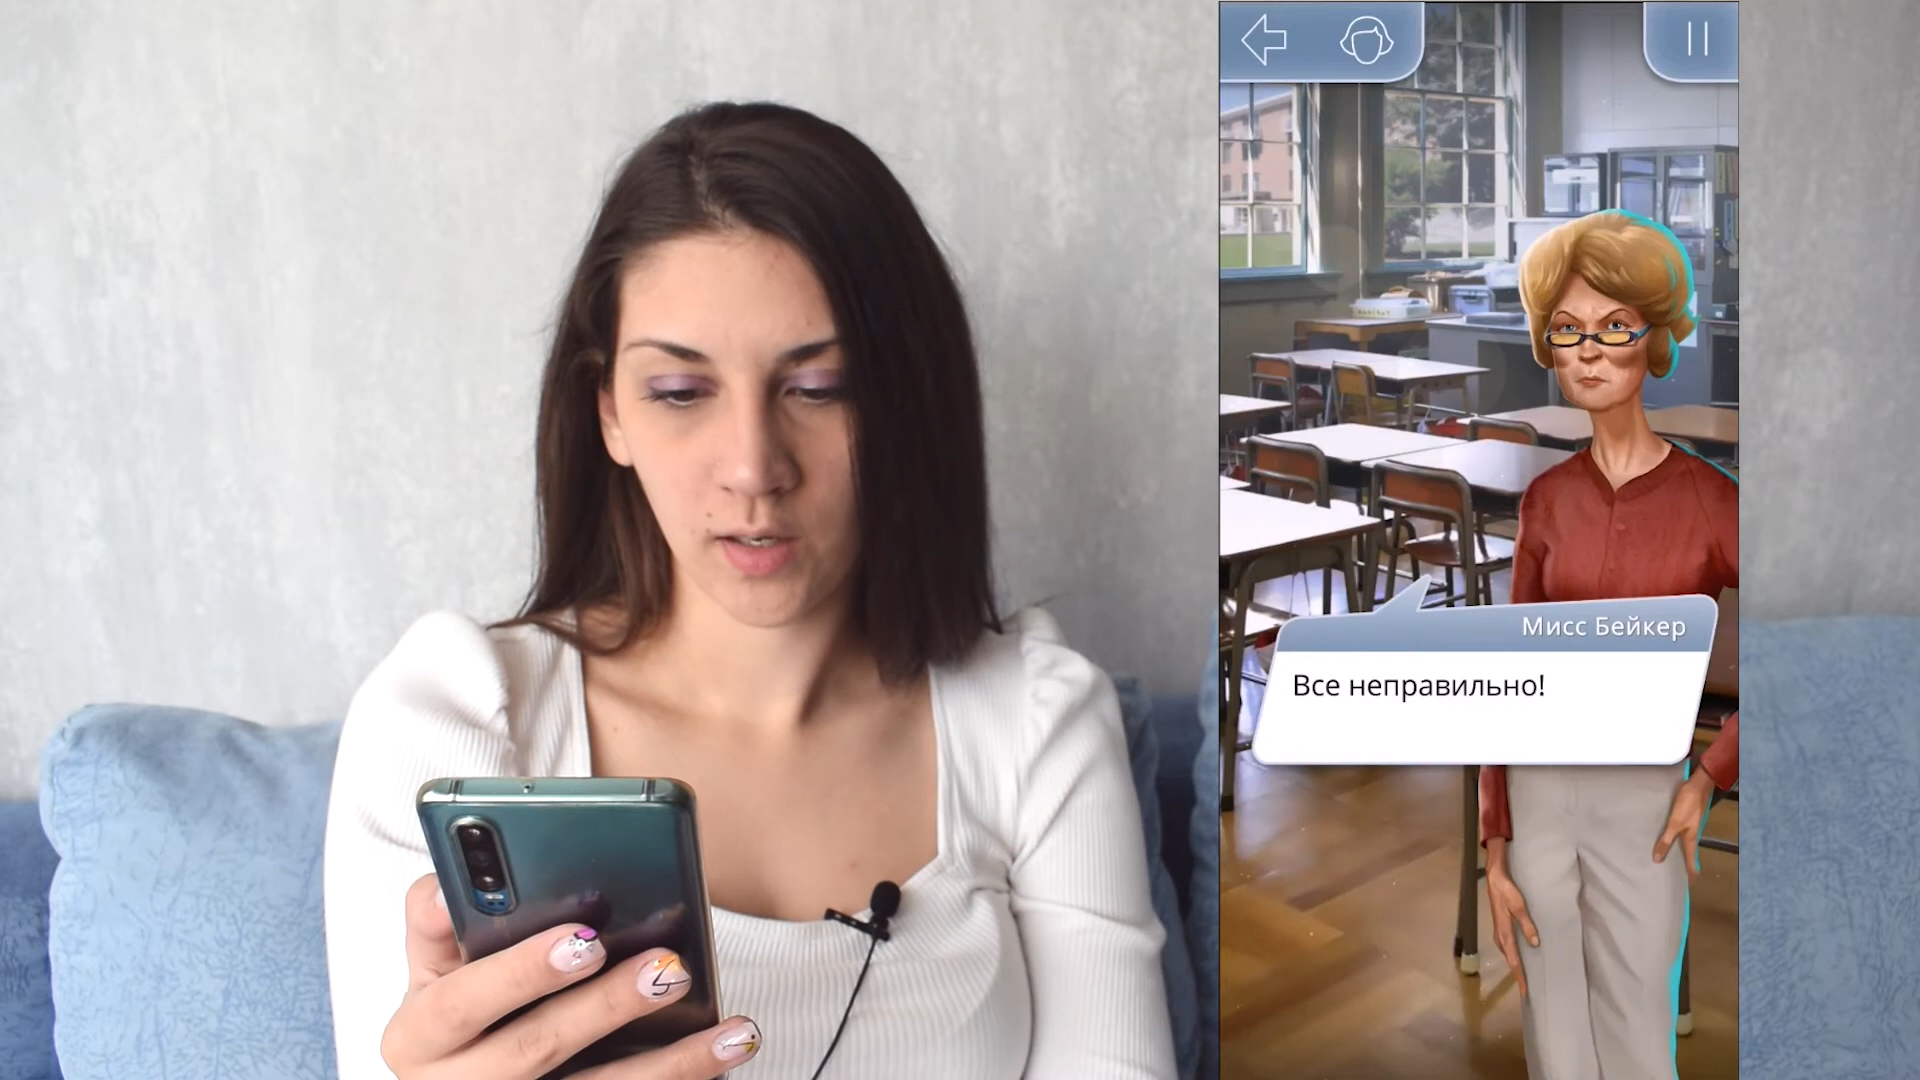 Мисс Бейкер
Все неправильно!